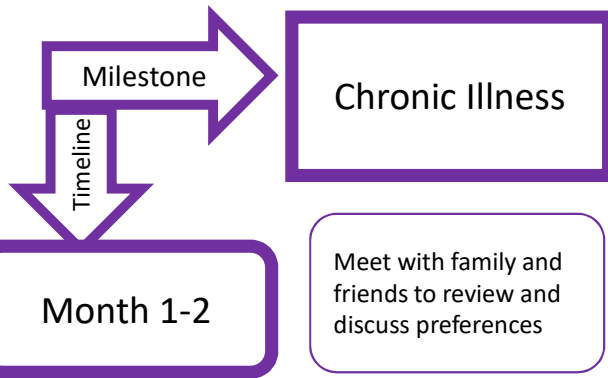 Milestone
Chronic Illness
Timeline
Month 1-2
Meet with family and
friends to review and
discuss preferences